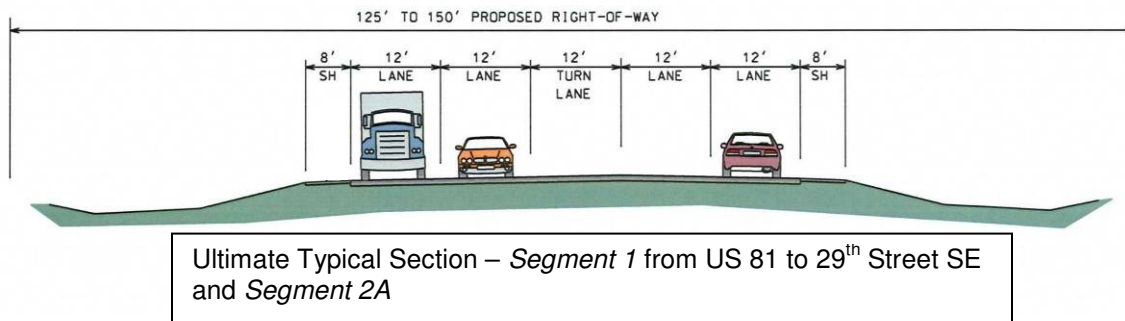 125' TO 150' PROPOSED RIGHT-OF-WAY
8' 12' 12' 12' 12' 12' 8'
SH LANE LANE TURN LANE LANE SH
LANE
Ultimate Typical Section – Segment 1 from US 81 to 29th Street SE
and Segment 2A